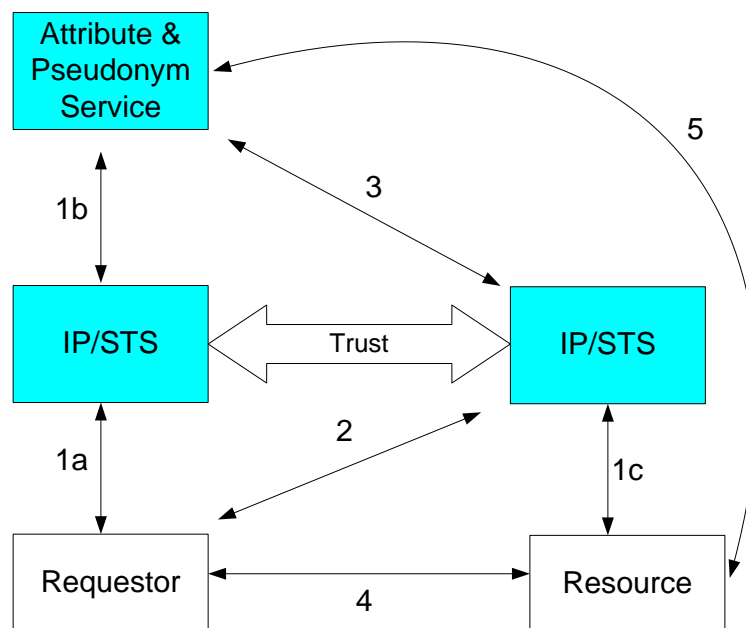 Attribute &
Pseudonym
Service
5
3
1b
IP/STS
Trust
IP/STS
2
1a
1c
Requestor
4
Resource